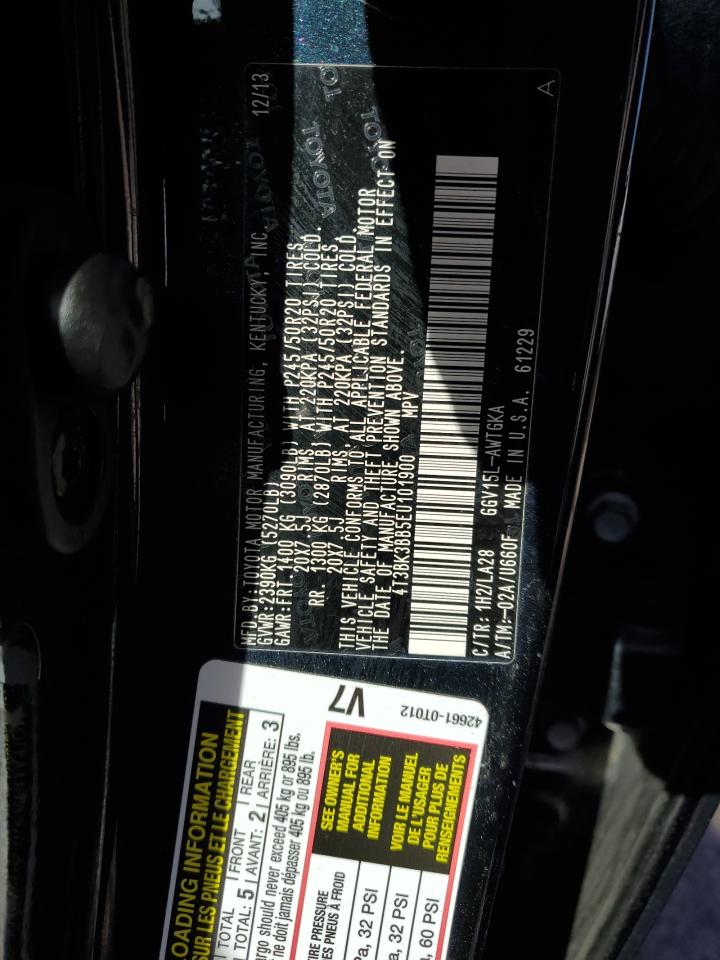 MFD.BY:TOYOTA MOTOR MANUFACTURING, KENTUCKY, INC. 12/13
GVWR:2390KG(5270LB)
GAWR:FRT.1400 KG (3090LB) WITH P245/50R20 TIRES,
20X7.5J RIMS, AT 220KPA (32PSI) COLD.
RR. 1300 KG (2870LB) WITH P245/50R20 TIRES,
20X7.5J RIMS, AT 220KPA (32PSI) COLD.
THIS VEHICLE CONFORMS TO ALL APPLICABLE FEDERAL MOTOR
VEHICLE SAFETY AND THEFT PREVENTION STANDARDS IN EFFECT ON
THE DATE OF MANUFACTURE SHOWN ABOVE.
4T3BK3BB5EU101900 MPV
C/TR: 1H2/LA28 GGV15L-AWTGKA
A/TM:-02A/U660F MADE IN U.S.A. 61229
A
TOYOTA
TOYOTA
V7
42661-0T012
LOADING INFORMATION
SUR LES PNEUS ET LE CHARGEMENT
TOTAL FRONT REAR
TOTAL: 5 AVANT: 2 ARRIÈRE: 3
cargo should never exceed 405 kg or 895 lbs.
ne doit jamais dépasser 405 kg ou 895 lb.
TIRE PRESSURE
LES PNEUS À FROID
32 PSI
32 PSI
60 PSI
SEE OWNER'S
MANUAL FOR
ADDITIONAL
INFORMATION
VOIR LE MANUEL
DE L'USAGER
POUR PLUS DE
RENSEIGNEMENTS